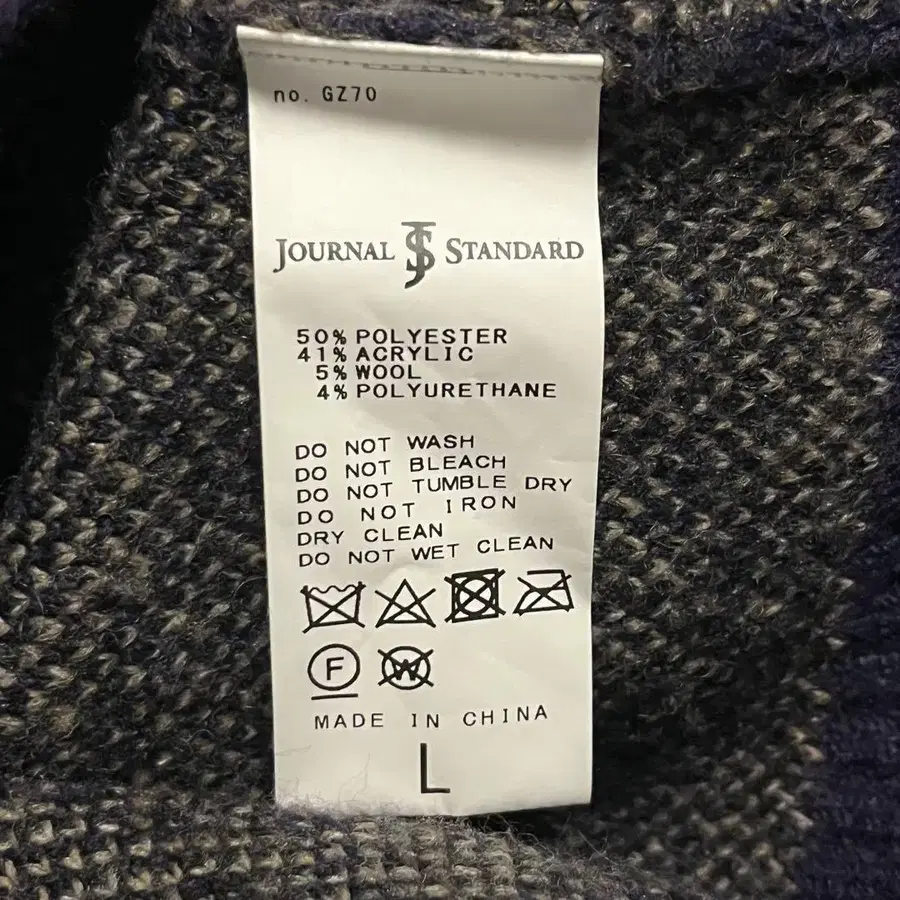 no. GZ70
JOURNAL JS STANDARD
50% POLYESTER
41% ACRYLIC
5% WOOL
4% POLYURETHANE
DO NOT WASH
DO NOT BLEACH
DO NOT TUMBLE DRY
DO NOT IRON
DRY CLEAN
DO NOT WET CLEAN
F W
MADE IN CHINA
L